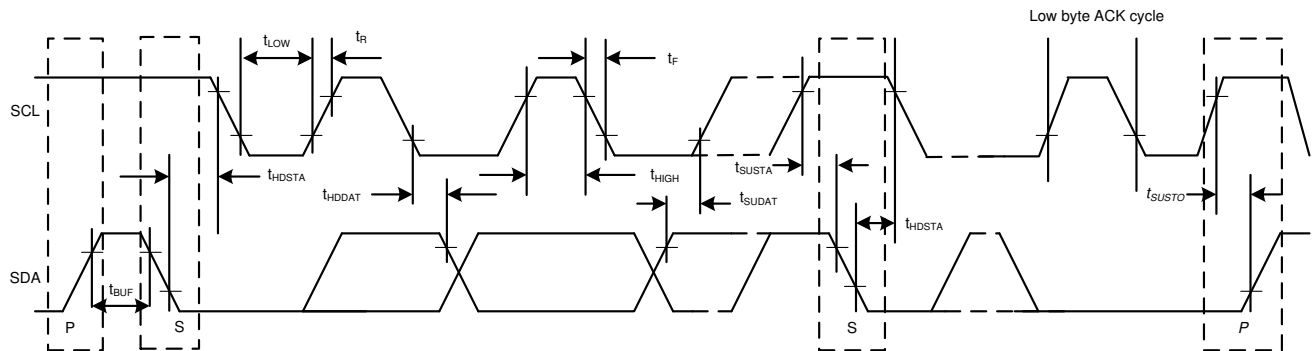 Low byte ACK cycle
tLOW
tR
tF
SCL
tHDSTA
tHDDAT
tHIGH
tSUDAT
tSUSTA
tHDSTA
tSUSTO
SDA
tBUF
P
S
S
P